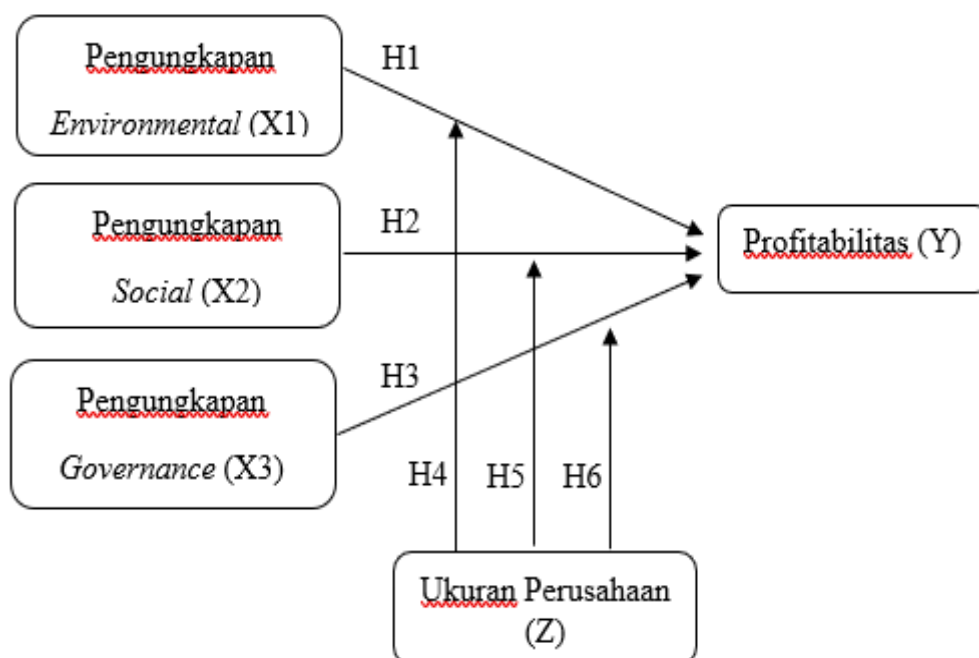 Pengungkapan
Environmental (X1)
H1
Pengungkapan
Social (X2)
H2
Profitabilitas (Y)
Pengungkapan
Governance (X3)
H3
H4
H5
H6
Ukuran Perusahaan
(Z)